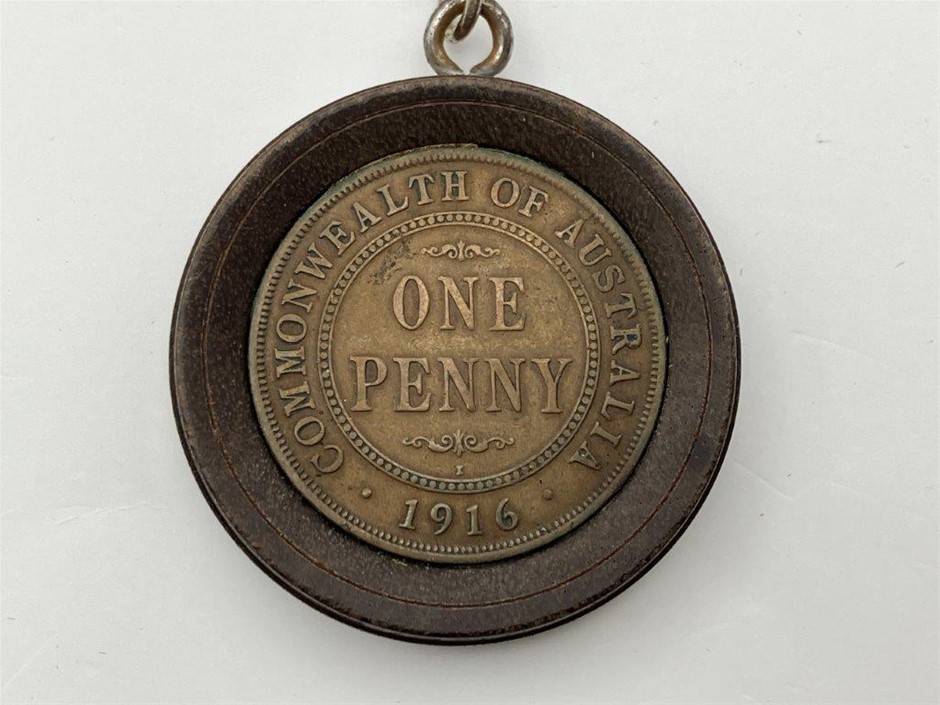 COMMONWEALTH OF AUSTRALIA
ONE
PENNY
I
· 1916 ·